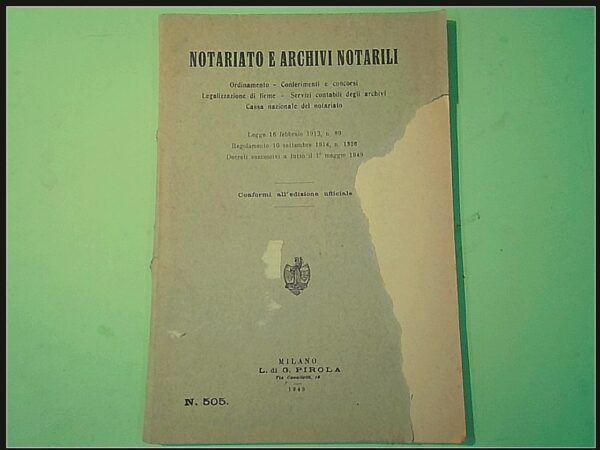 NOTARIATO E ARCHIVI NOTARILI
Ordinamento - Conferimenti e concorsi
Legalizzazione di firme - Servizi contabili degli archivi
Cassa nazionale del notariato
Legge 16 febbraio 1913, n. 89
Regolamento 10 settembre 1914, n. 1326
Decreti successivi a tutto il 1° maggio 1949
Conformi all'edizione ufficiale
MILANO
L. di G. PIROLA
Via
1949
N. 505.